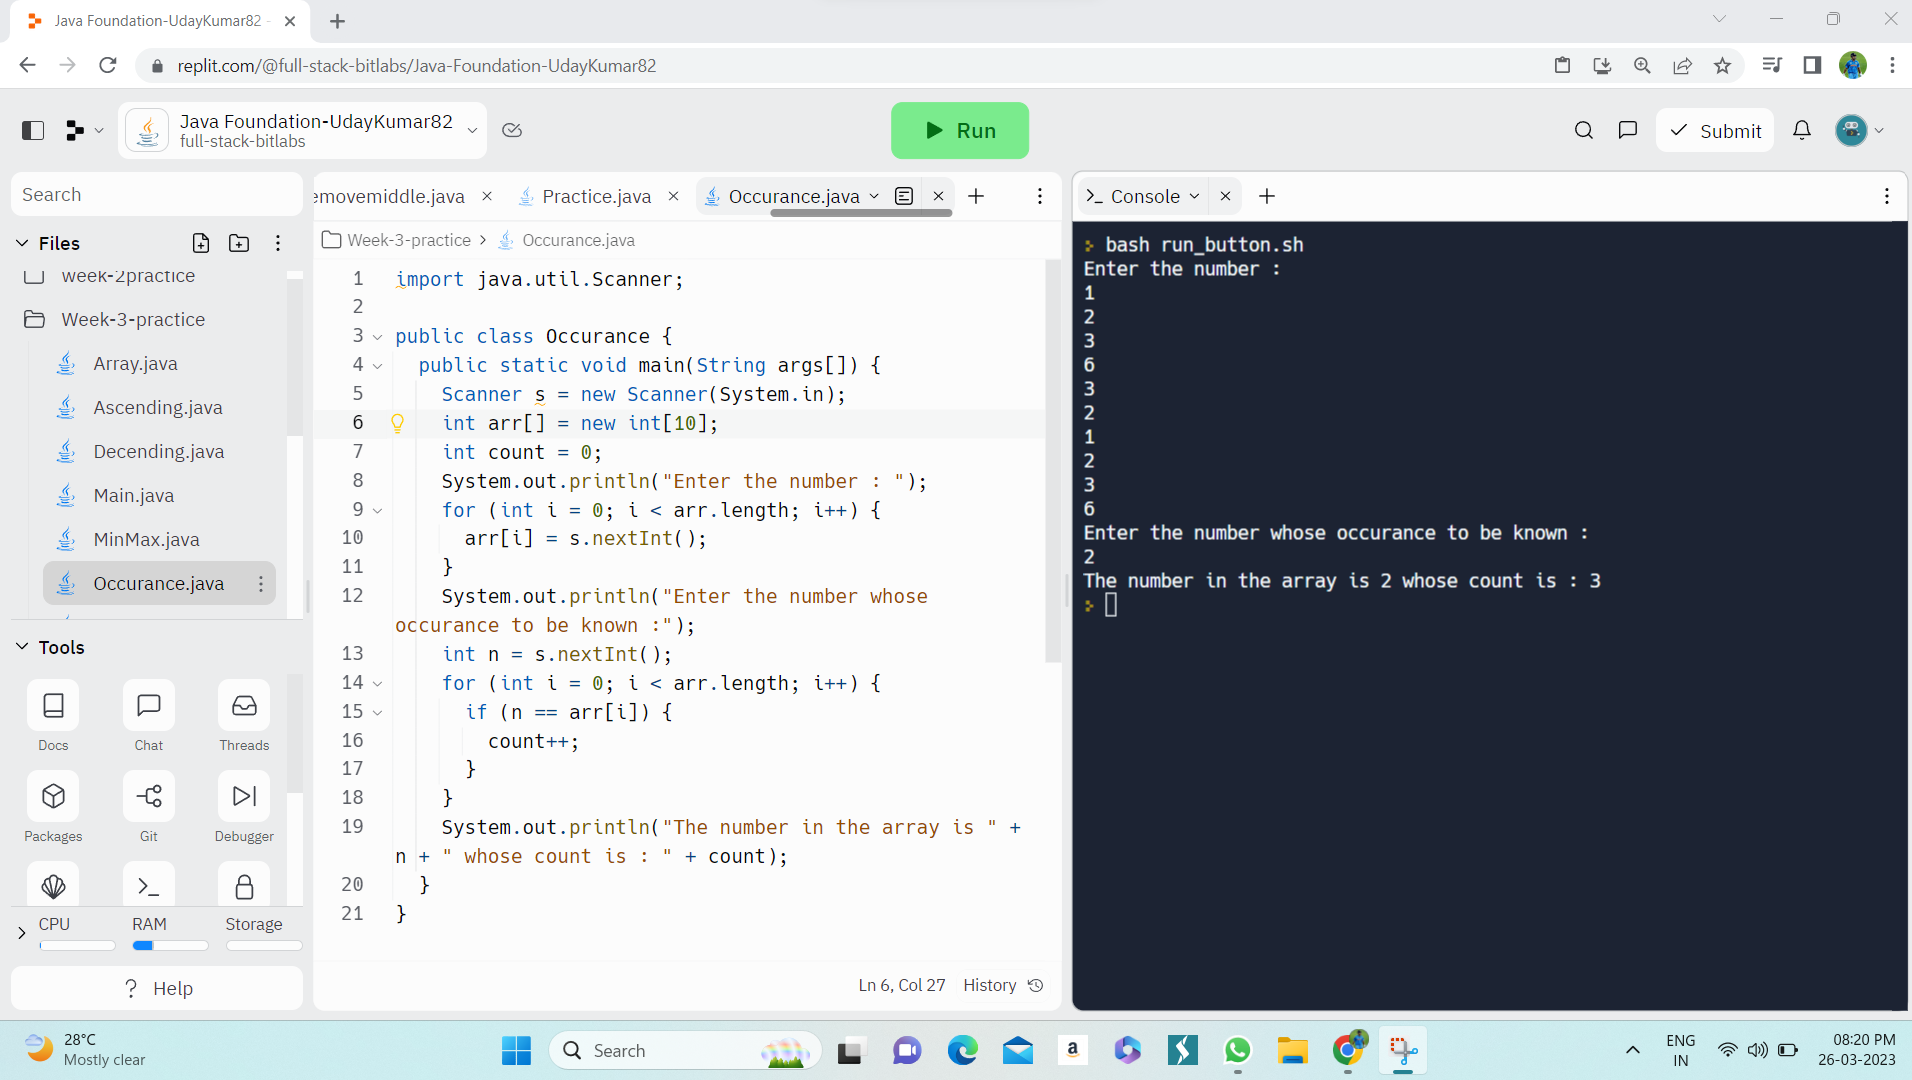 Java Foundation-UdayKumar82 -
replit.com/@full-stack-bitlabs/Java-Foundation-UdayKumar82
Java Foundation-UdayKumar82
full-stack-bitlabs
Run
Submit
Search
Files
week-2practice
Week-3-practice
Array.java
Ascending.java
Decending.java
Main.java
MinMax.java
Occurance.java
Tools
Docs
Chat
Threads
Packages
Git
Debugger
CPU
RAM
Storage
? Help
emovemiddle.java
Practice.java
Occurance.java
Week-3-practice > Occurance.java
1 import java.util.Scanner;
2
3 public class Occurance {
4 public static void main(String args[]) {
5 Scanner s = new Scanner(System.in);
6 int arr[] = new int[10];
7 int count = 0;
8 System.out.println("Enter the number : ");
9 for (int i = 0; i < arr.length; i++) {
10 arr[i] = s.nextInt();
11 }
12 System.out.println("Enter the number whose
occurance to be known :");
13 int n = s.nextInt();
14 for (int i = 0; i < arr.length; i++) {
15 if (n == arr[i]) {
16 count++;
17 }
18 }
19 System.out.println("The number in the array is " +
n + " whose count is : " + count);
20 }
21 }
Ln 6, Col 27 History
Console
bash run_button.sh
Enter the number :
1
2
3
6
3
2
1
2
3
6
Enter the number whose occurance to be known :
2
The number in the array is 2 whose count is : 3
28°C
Mostly clear
Search
a
ENG
IN
08:20 PM
26-03-2023